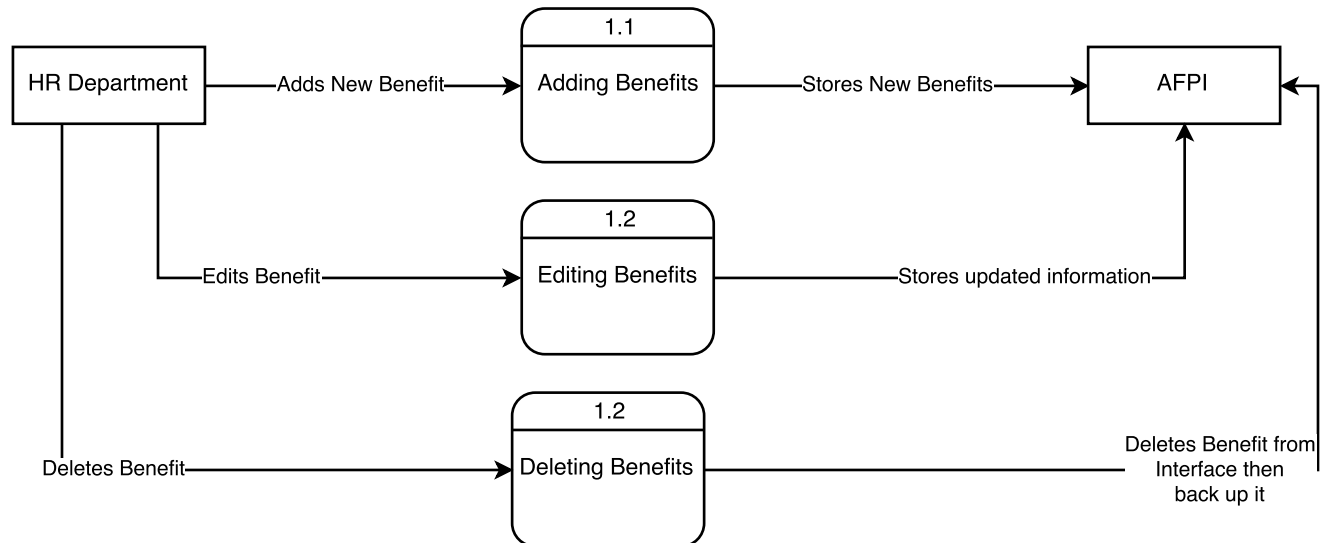 1.1
HR Department
Adds New Benefit
Adding Benefits
Stores New Benefits
AFPI
1.2
Edits Benefit
Editing Benefits
Stores updated information
1.2
Deletes Benefit
Deleting Benefits
Deletes Benefit from
Interface then
back up it